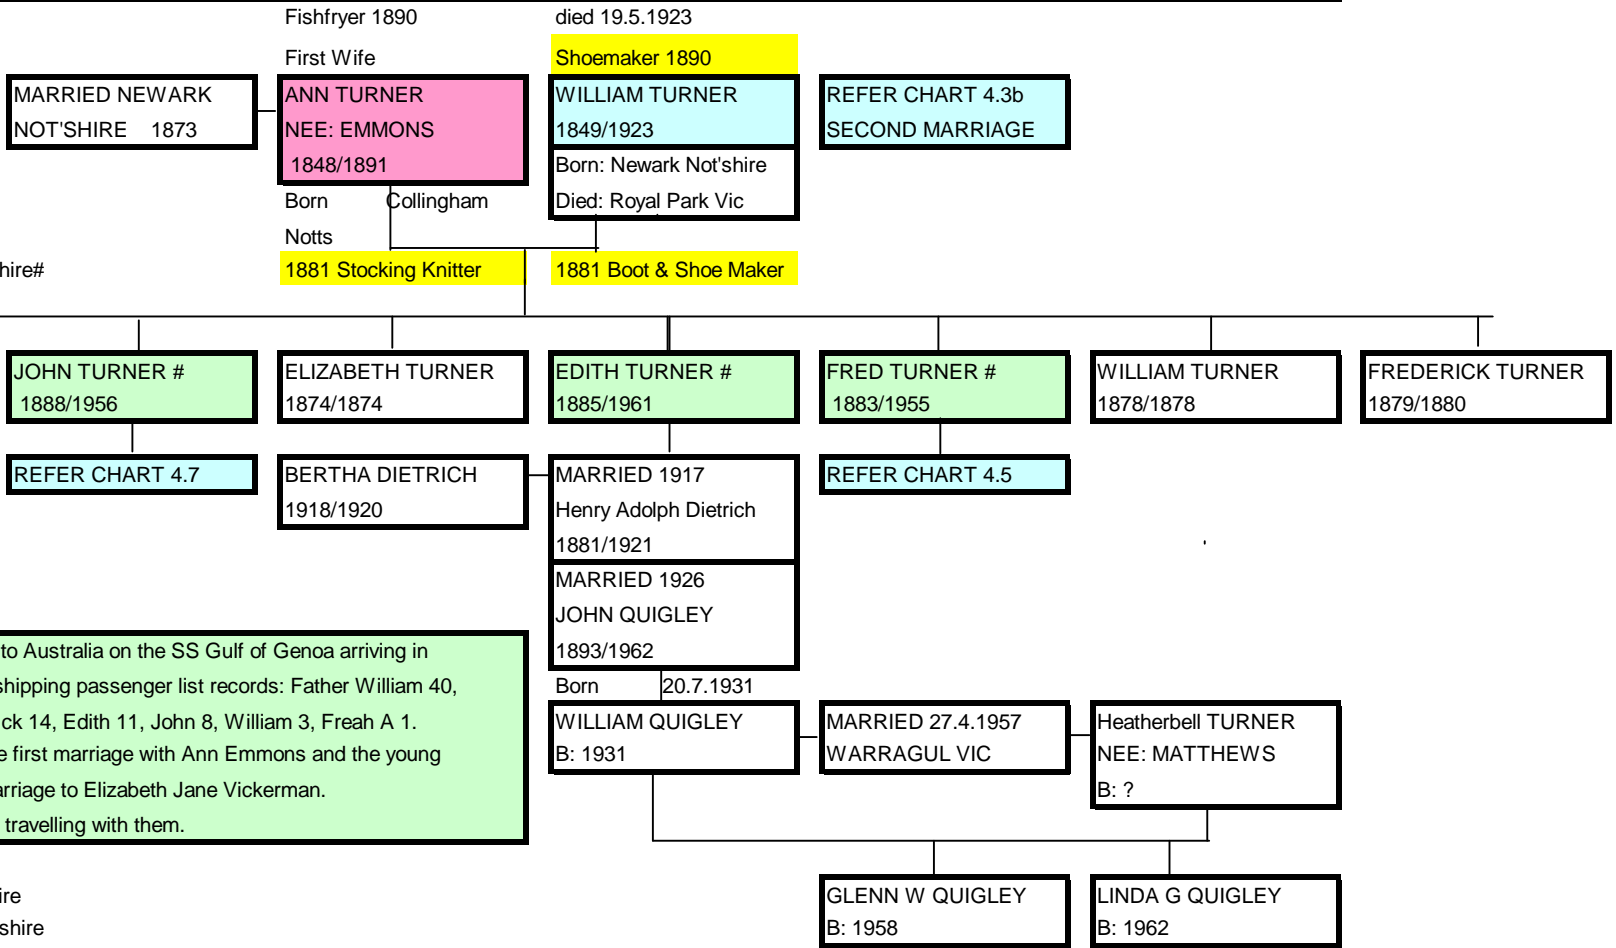 Fishfryer 1890
died 19.5.1923
First Wife
Shoemaker 1890
MARRIED NEWARK
NOT'SHIRE 1873
ANN TURNER
NEE: EMMONS
1848/1891
WILLIAM TURNER
1849/1923
Born: Newark Not'shire
Died: Royal Park Vic
REFER CHART 4.3b
SECOND MARRIAGE
Born Collingham
Notts
hire#
1881 Stocking Knitter
1881 Boot & Shoe Maker
JOHN TURNER #
1888/1956
ELIZABETH TURNER
1874/1874
EDITH TURNER #
1885/1961
FRED TURNER #
1883/1955
WILLIAM TURNER
1878/1878
FREDERICK TURNER
1879/1880
REFER CHART 4.7
BERTHA DIETRICH
1918/1920
MARRIED 1917
Henry Adolph Dietrich
1881/1921
REFER CHART 4.5
MARRIED 1926
JOHN QUIGLEY
1893/1962
to Australia on the SS Gulf of Genoa arriving in
shipping passenger list records: Father William 40,
ck 14, Edith 11, John 8, William 3, Freah A 1.
e first marriage with Ann Emmons and the young
arriage to Elizabeth Jane Vickerman.
travelling with them.
Born 20.7.1931
WILLIAM QUIGLEY
B: 1931
MARRIED 27.4.1957
WARRAGUL VIC
Heatherbell TURNER
NEE: MATTHEWS
B: ?
ire
shire
GLENN W QUIGLEY
B: 1958
LINDA G QUIGLEY
B: 1962